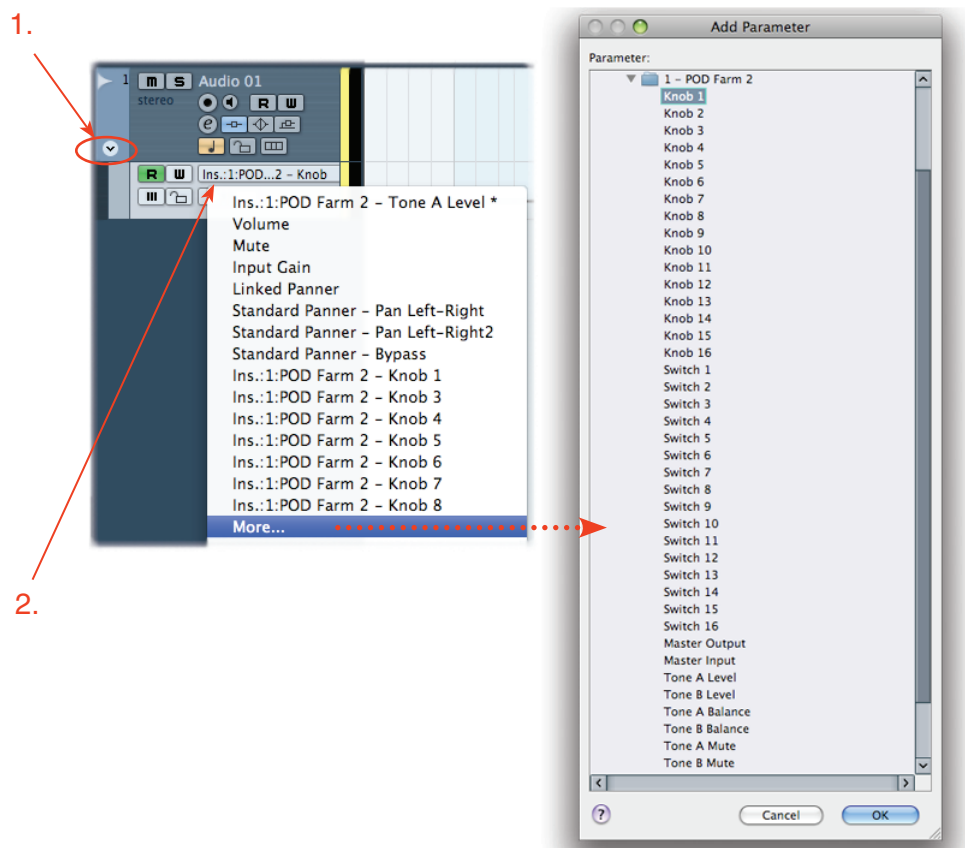 1.
1 m S Audio 01
stereo
R W
e
R W Ins.:1:POD...2 – Knob
Ins.:1:POD Farm 2 – Tone A Level *
Volume
Mute
Input Gain
Linked Panner
Standard Panner – Pan Left-Right
Standard Panner – Pan Left-Right2
Standard Panner – Bypass
Ins.:1:POD Farm 2 – Knob 1
Ins.:1:POD Farm 2 – Knob 3
Ins.:1:POD Farm 2 – Knob 4
Ins.:1:POD Farm 2 – Knob 5
Ins.:1:POD Farm 2 – Knob 6
Ins.:1:POD Farm 2 – Knob 7
Ins.:1:POD Farm 2 – Knob 8
More...
2.
Add Parameter
Parameter:
1 – POD Farm 2
Knob 1
Knob 2
Knob 3
Knob 4
Knob 5
Knob 6
Knob 7
Knob 8
Knob 9
Knob 10
Knob 11
Knob 12
Knob 13
Knob 14
Knob 15
Knob 16
Switch 1
Switch 2
Switch 3
Switch 4
Switch 5
Switch 6
Switch 7
Switch 8
Switch 9
Switch 10
Switch 11
Switch 12
Switch 13
Switch 14
Switch 15
Switch 16
Master Output
Master Input
Tone A Level
Tone B Level
Tone A Balance
Tone B Balance
Tone A Mute
Tone B Mute
? Cancel OK